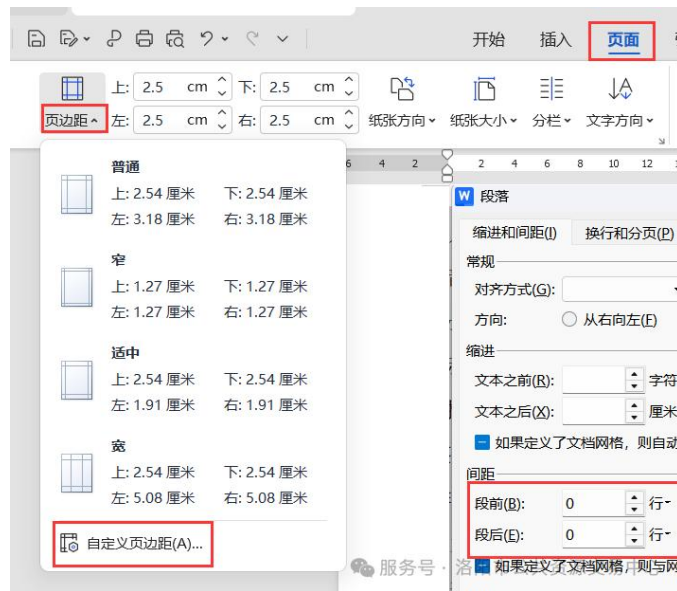 开始 插入 页面
上: 2.5 cm 下: 2.5 cm
页边距 左: 2.5 cm 右: 2.5 cm 纸张方向 纸张大小 分栏 文字方向
6 4 2 2 4 6 8 10 12
普通
上: 2.54 厘米 下: 2.54 厘米
左: 3.18 厘米 右: 3.18 厘米
窄
上: 1.27 厘米 下: 1.27 厘米
左: 1.27 厘米 右: 1.27 厘米
适中
上: 2.54 厘米 下: 2.54 厘米
左: 1.91 厘米 右: 1.91 厘米
宽
上: 2.54 厘米 下: 2.54 厘米
左: 5.08 厘米 右: 5.08 厘米
自定义页边距(A)...
W 段落
缩进和间距(I) 换行和分页(P)
常规
对齐方式(G):
方向: 从右向左(F)
缩进
文本之前(R): 字符
文本之后(X): 厘米
如果定义了文档网格，则自动
间距
段前(B): 0 行
段后(E): 0 行
如果定义了文档网格，则与网
服务号 ·